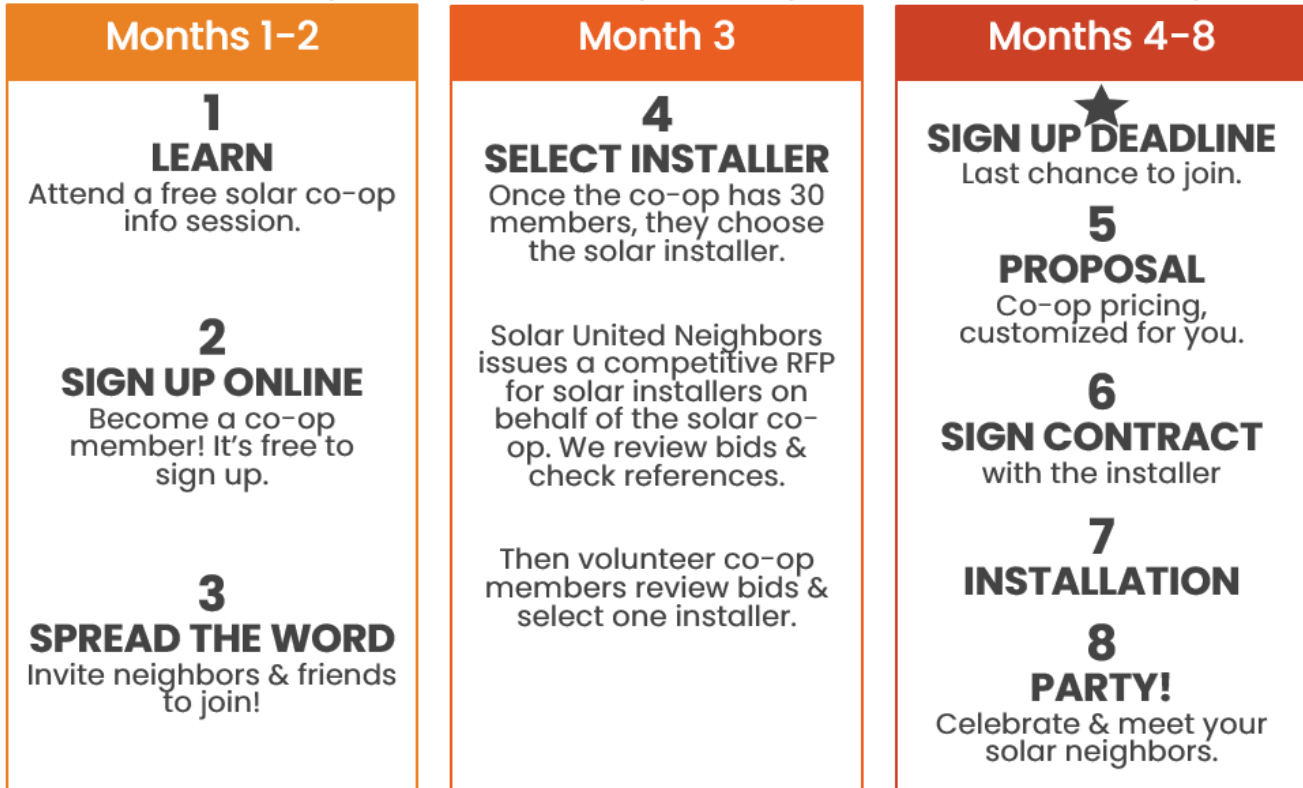 Months 1-2
1
LEARN
Attend a free solar co-op
info session.
2
SIGN UP ONLINE
Become a co-op
member! It's free to
sign up.
3
SPREAD THE WORD
Invite neighbors & friends
to join!
Month 3
4
SELECT INSTALLER
Once the co-op has 30
members, they choose
the solar installer.
Solar United Neighbors
issues a competitive RFP
for solar installers on
behalf of the solar co-
op. We review bids &
check references.
Then volunteer co-op
members review bids &
select one installer.
Months 4-8
SIGN UP DEADLINE
Last chance to join.
5
PROPOSAL
Co-op pricing,
customized for you.
6
SIGN CONTRACT
with the installer
7
INSTALLATION
8
PARTY!
Celebrate & meet your
solar neighbors.